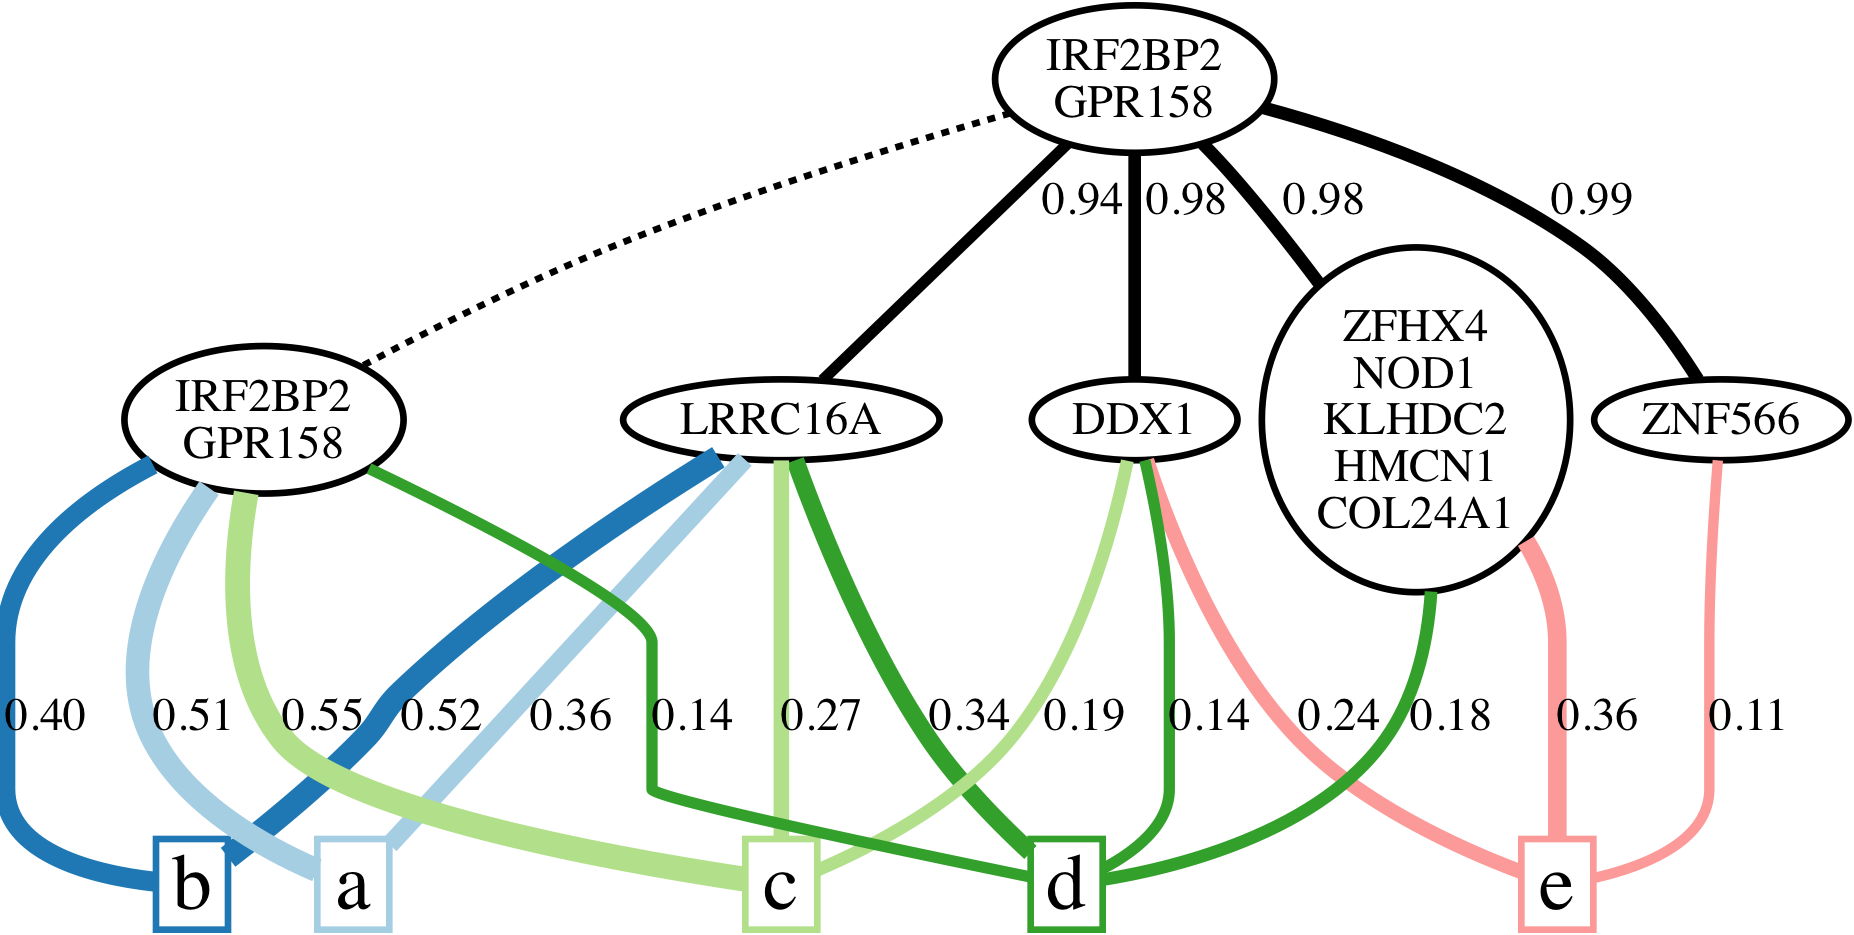 IRF2BP2
GPR158
0.94 0.98 0.98 0.99
IRF2BP2
GPR158
LRRC16A
DDX1
ZFHX4
NOD1
KLHDC2
HMCN1
COL24A1
ZNF566
0.40 0.51 0.55 0.52 0.36 0.14 0.27 0.34 0.19 0.14 0.24 0.18 0.36 0.11
b a c d e